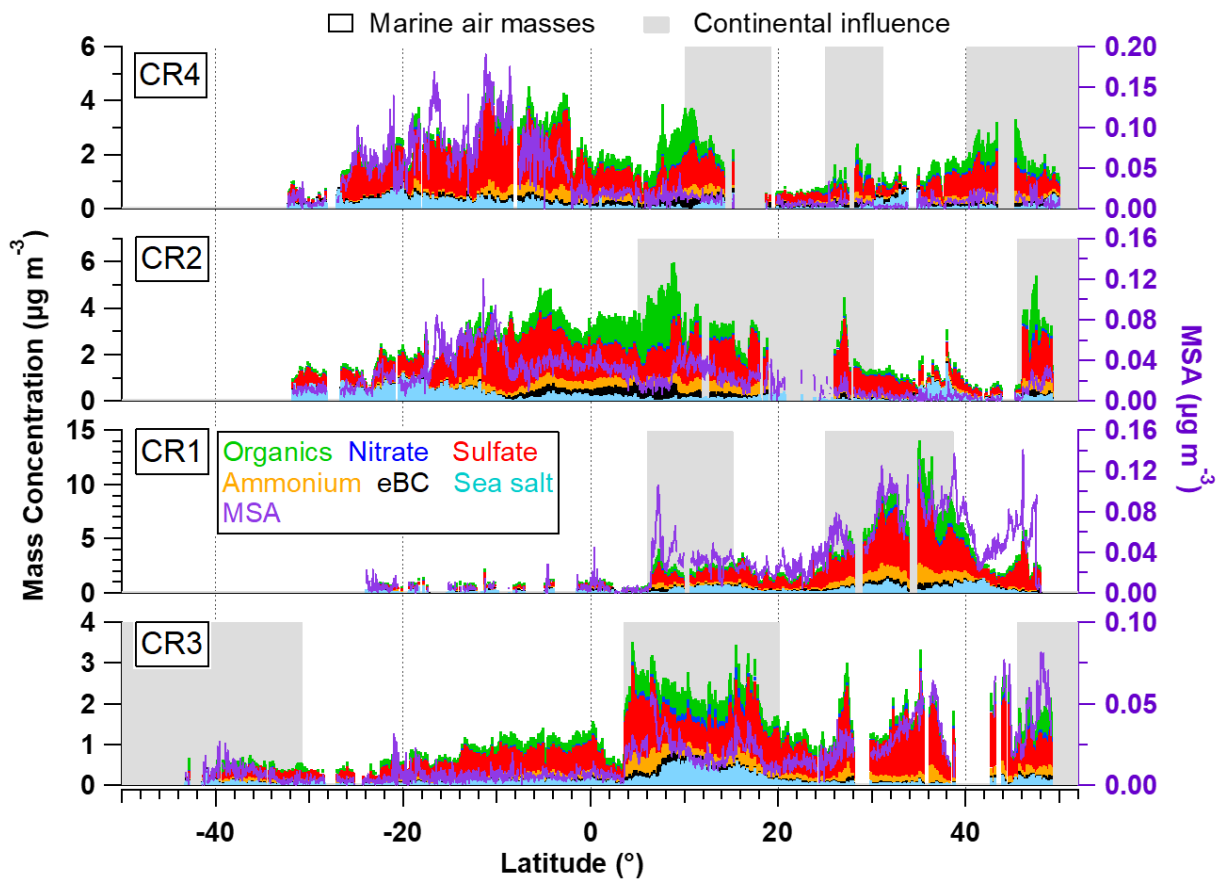 Marine air masses Continental influence
CR4
6
4
2
0
0.20
0.15
0.10
0.05
0.00
CR2
6
4
2
0
0.16
0.12
0.08
0.04
0.00
CR1
15
10
5
0
0.16
0.12
0.08
0.04
0.00
Organics Nitrate Sulfate
Ammonium eBC Sea salt
MSA
CR3
4
3
2
1
0
0.10
0.05
0.00
Mass Concentration (µg m⁻³)
MSA (µg m⁻³)
-40 -20 0 20 40
Latitude (°)